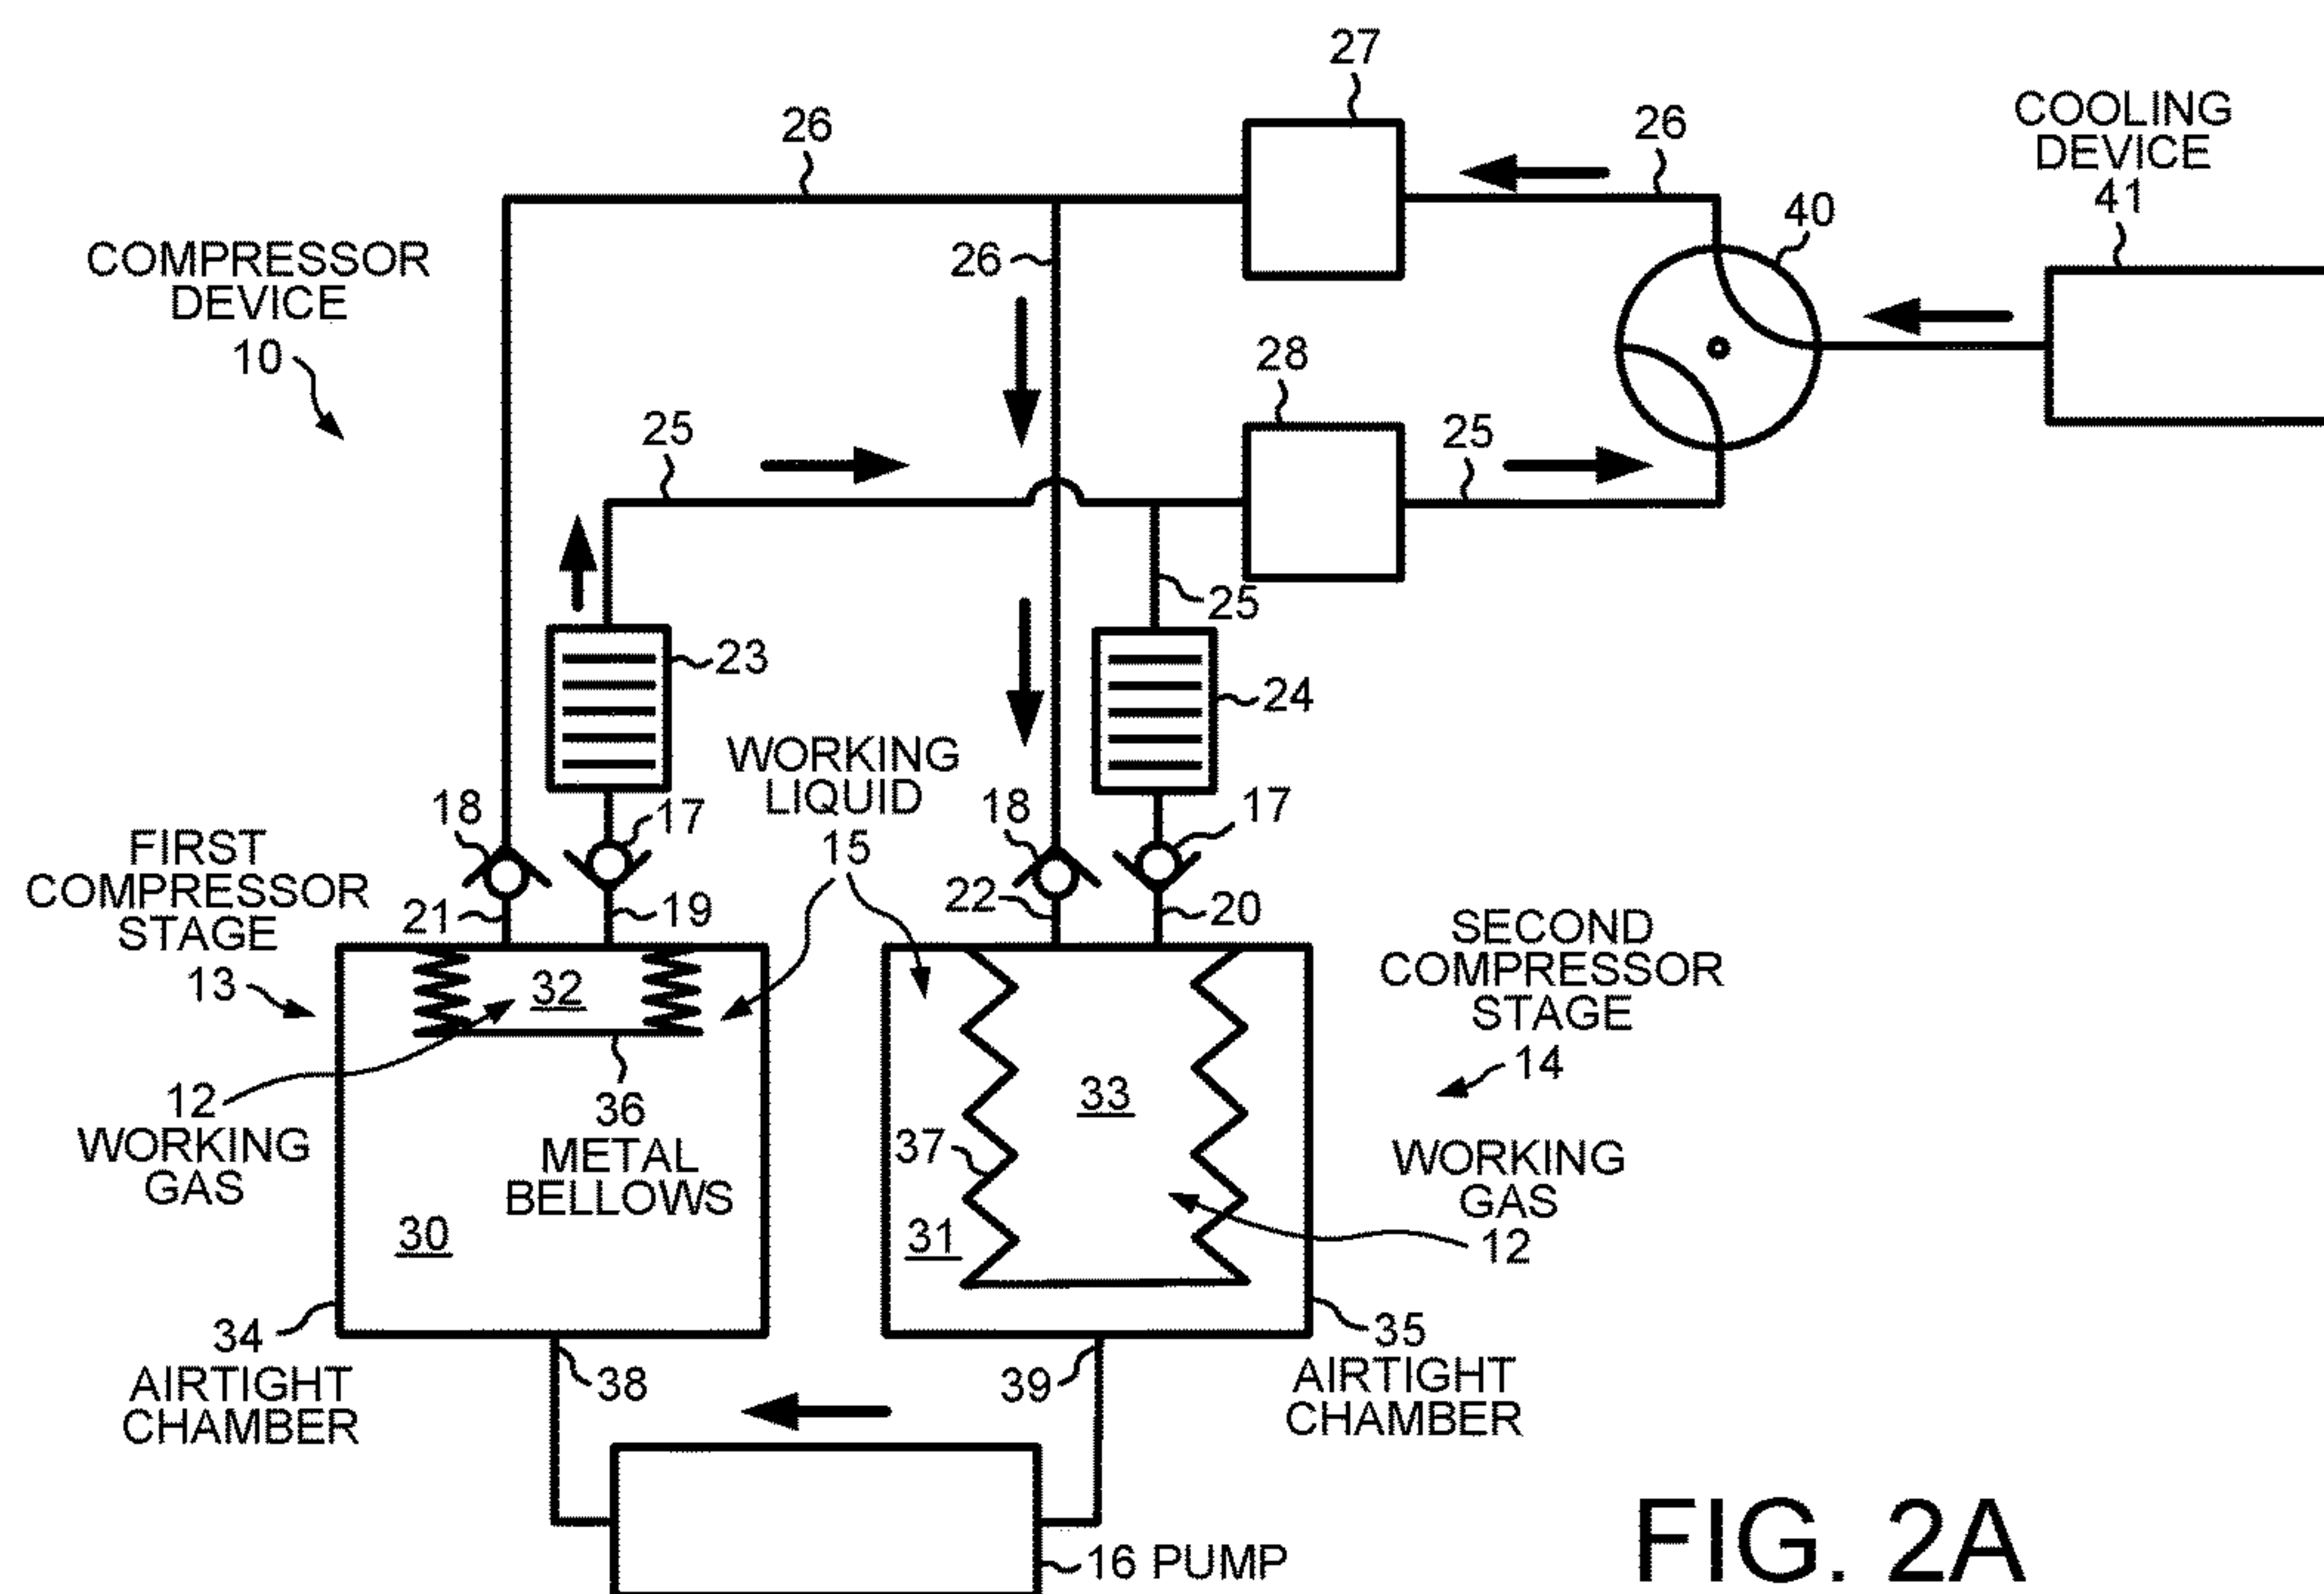 27
26
26
COOLING
DEVICE
41
40
COMPRESSOR
DEVICE
10
26
28
25
25
25
23
24
WORKING
LIQUID
15
18
17
18
17
FIRST
COMPRESSOR
STAGE
13
21
19
22
20
SECOND
COMPRESSOR
STAGE
14
32
33
12
WORKING
GAS
36
METAL
BELLOWS
37
WORKING
GAS
12
30
31
34
AIRTIGHT
CHAMBER
38
39
35
AIRTIGHT
CHAMBER
16 PUMP
FIG. 2A